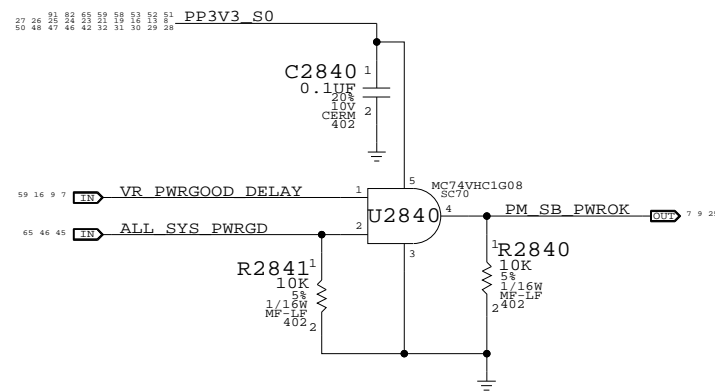 91 82 65 59 58 53 52 51
27 26 25 24 23 21 19 16 13 8
50 48 47 46 42 32 31 30 29 28
PP3V3_S0
C2840 1
0.1UF
20%
10V 2
CERM
402
5
MC74VHC1G08
SC70
59 16 9 7 IN VR_PWRGOOD_DELAY 1
U2840 4 PM_SB_PWROK OUT 7 9 25
65 46 45 IN ALL_SYS_PWRGD 2
3
R2841 1
10K
5%
1/16W
MF-LF
402 2
1 R2840
10K
5%
1/16W
MF-LF
2 402